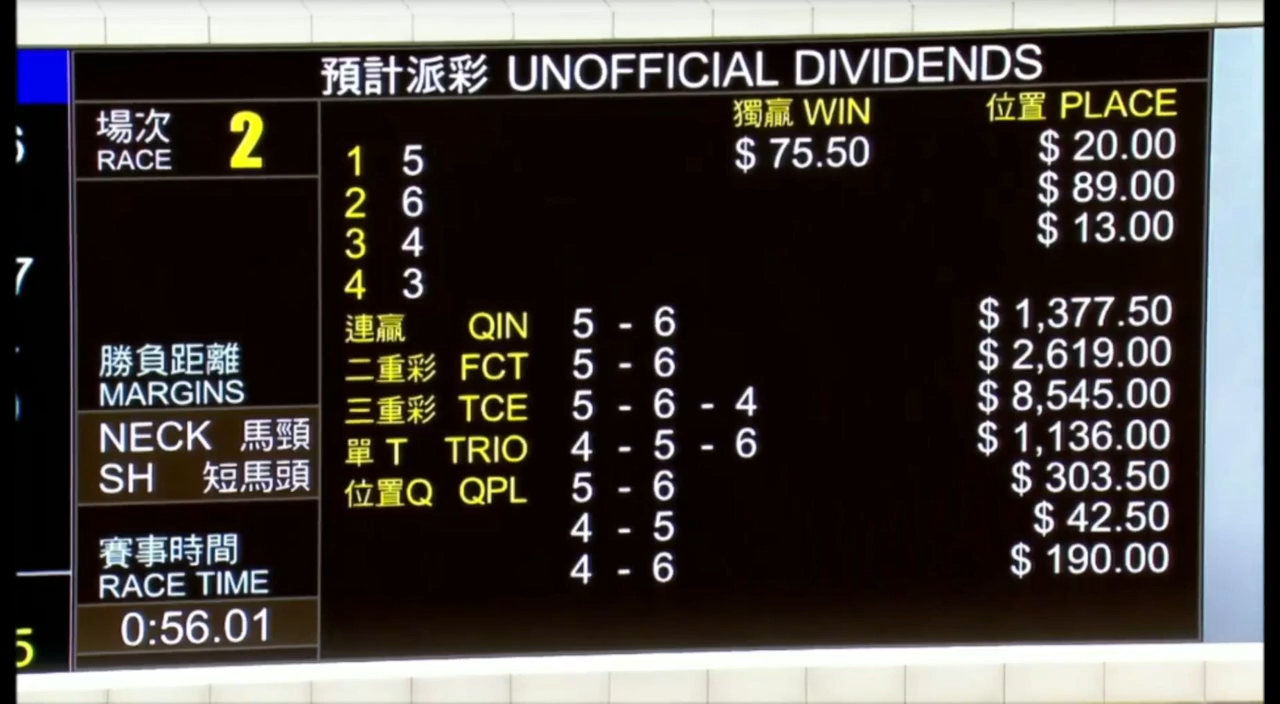 預計派彩 UNOFFICIAL DIVIDENDS
場次
RACE 2
獨贏 WIN 位置 PLACE
1 5 $ 75.50 $ 20.00
2 6 $ 89.00
3 4 $ 13.00
4 3
連贏 QIN 5 - 6 $ 1,377.50
二重彩 FCT 5 - 6 $ 2,619.00
三重彩 TCE 5 - 6 - 4 $ 8,545.00
單T TRIO 4 - 5 - 6 $ 1,136.00
位置Q QPL 5 - 6 $ 303.50
4 - 5 $ 42.50
4 - 6 $ 190.00
勝負距離
MARGINS
NECK 馬頸
SH 短馬頭
賽事時間
RACE TIME
0:56.01
7
5